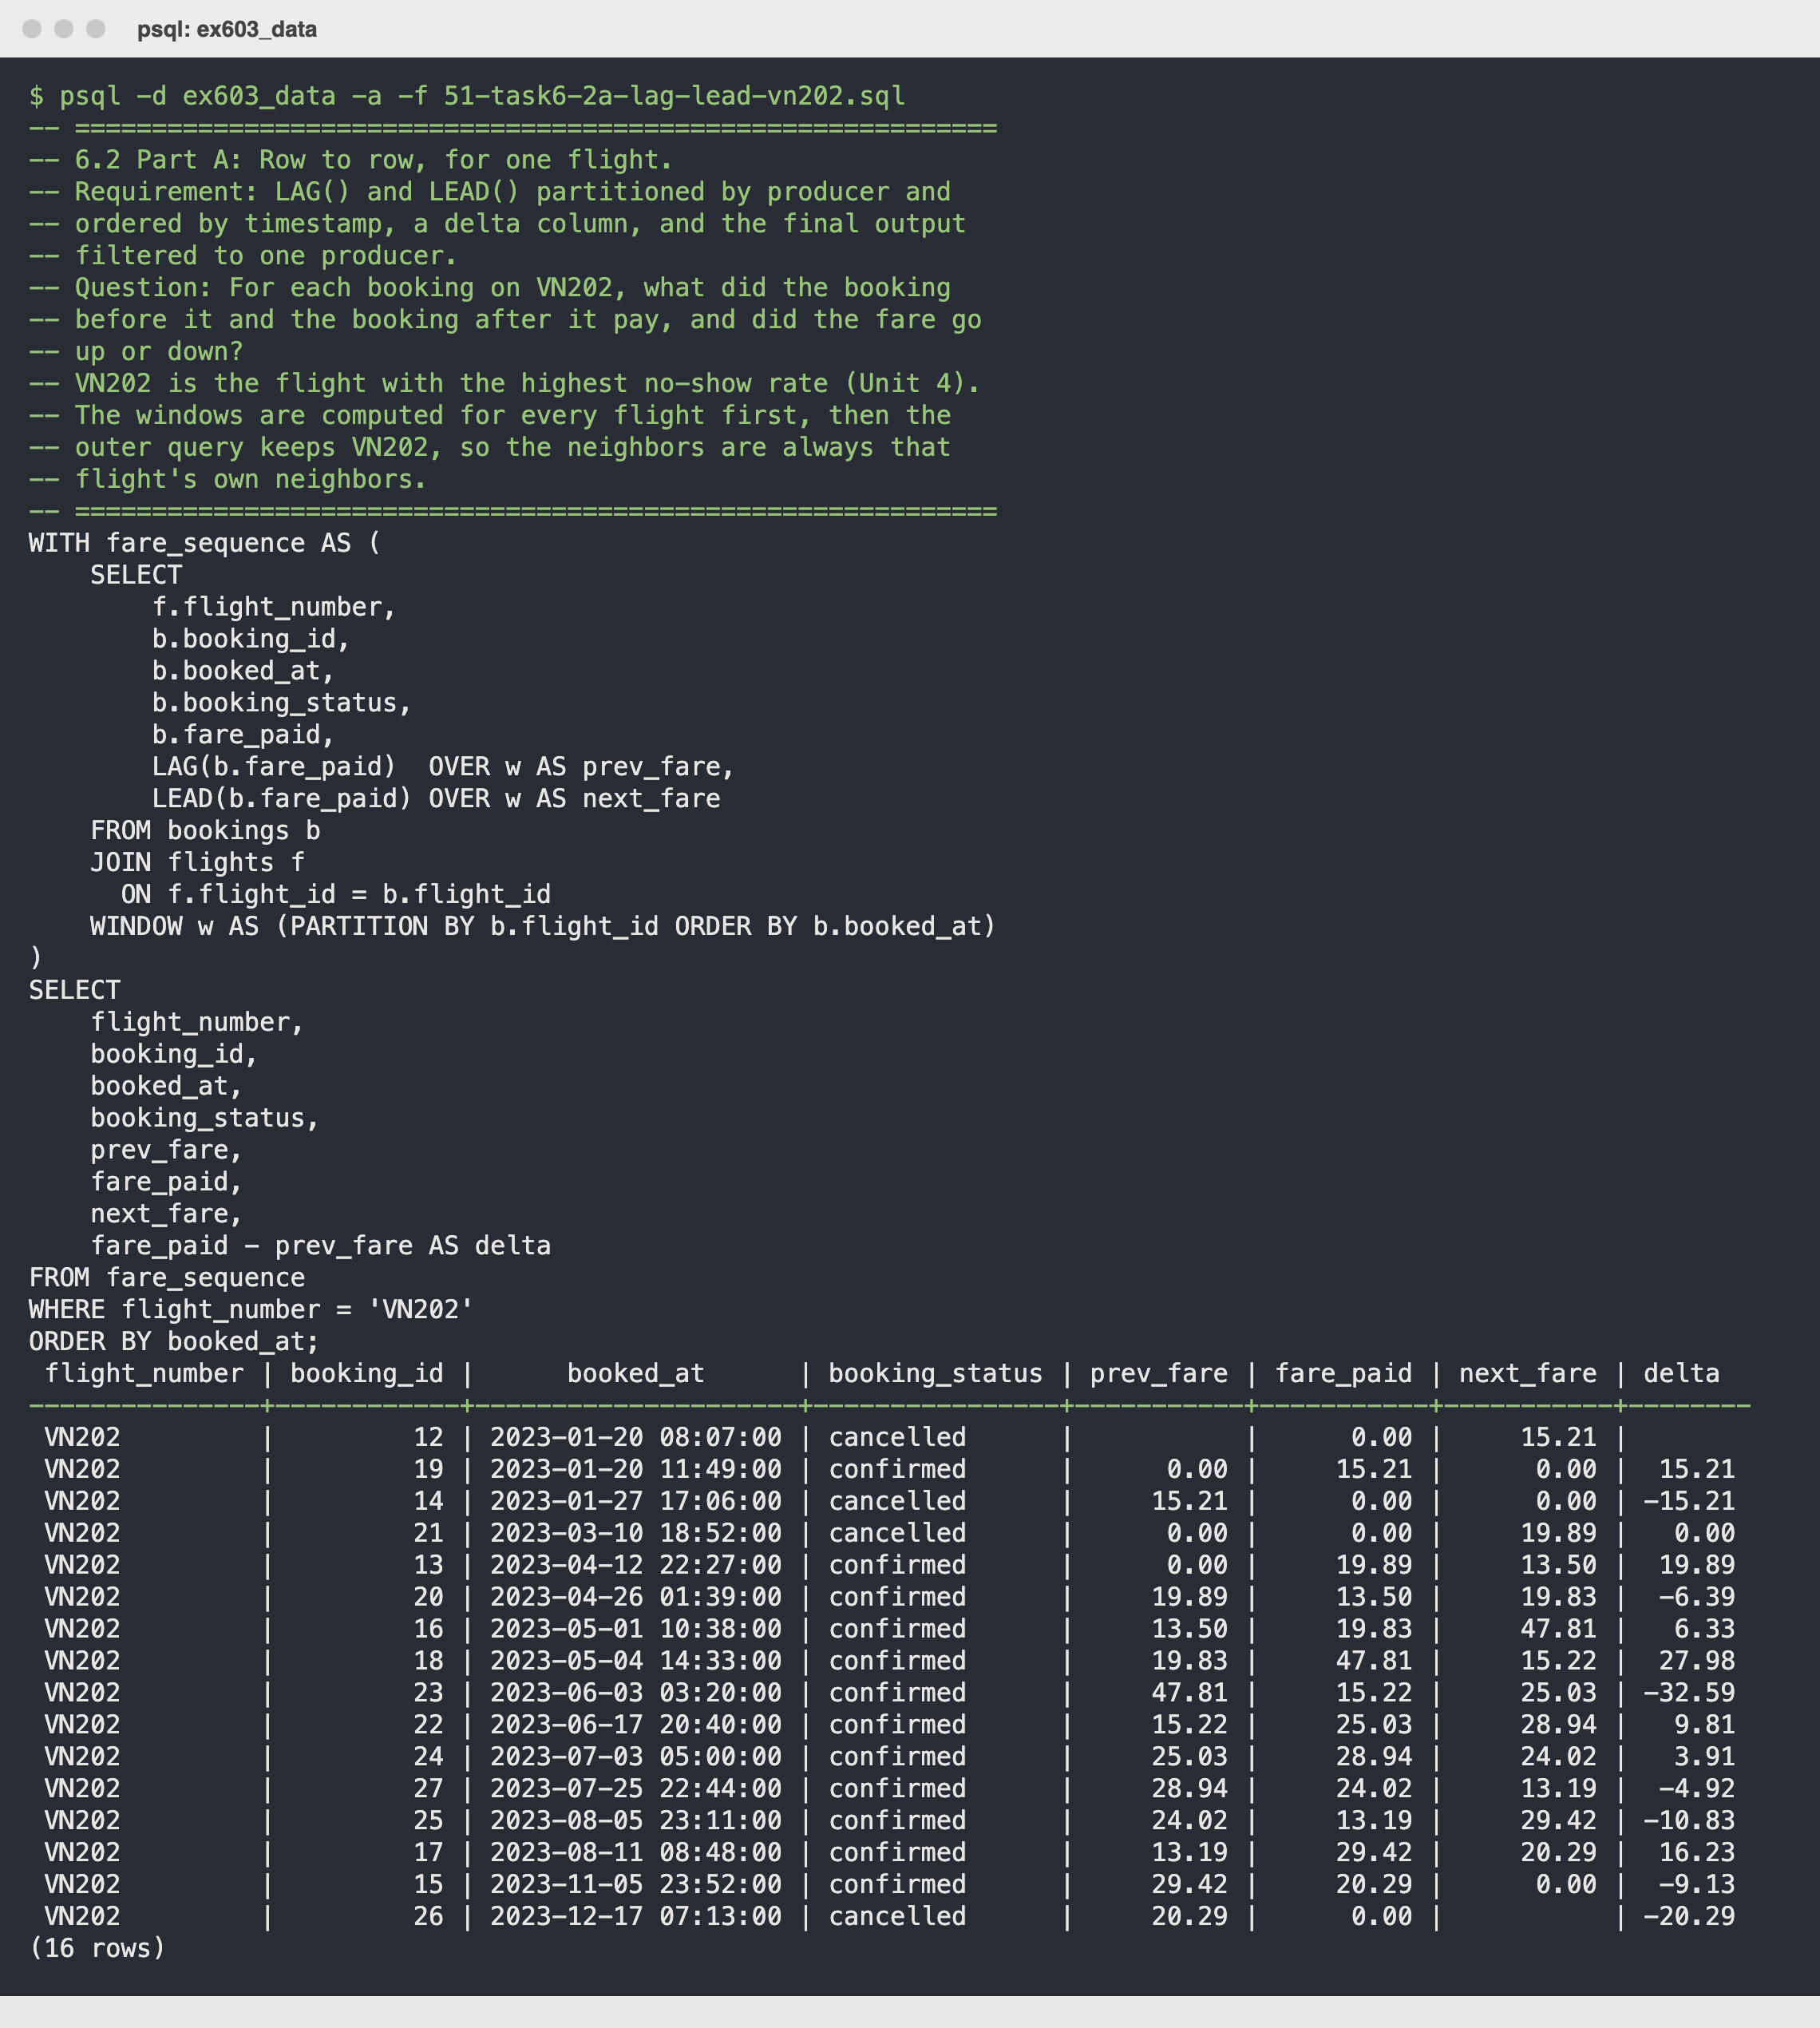 psql: ex603_data
$ psql -d ex603_data -a -f 51-task6-2a-lag-lead-vn202.sql
-- ============================================================
-- 6.2 Part A: Row to row, for one flight.
-- Requirement: LAG() and LEAD() partitioned by producer and
-- ordered by timestamp, a delta column, and the final output
-- filtered to one producer.
-- Question: For each booking on VN202, what did the booking
-- before it and the booking after it pay, and did the fare go
-- up or down?
-- VN202 is the flight with the highest no-show rate (Unit 4).
-- The windows are computed for every flight first, then the
-- outer query keeps VN202, so the neighbors are always that
-- flight's own neighbors.
-- ============================================================
WITH fare_sequence AS (
    SELECT
        f.flight_number,
        b.booking_id,
        b.booked_at,
        b.booking_status,
        b.fare_paid,
        LAG(b.fare_paid)  OVER w AS prev_fare,
        LEAD(b.fare_paid) OVER w AS next_fare
    FROM bookings b
    JOIN flights f
      ON f.flight_id = b.flight_id
    WINDOW w AS (PARTITION BY b.flight_id ORDER BY b.booked_at)
)
SELECT
    flight_number,
    booking_id,
    booked_at,
    booking_status,
    prev_fare,
    fare_paid,
    next_fare,
    fare_paid - prev_fare AS delta
FROM fare_sequence
WHERE flight_number = 'VN202'
ORDER BY booked_at;
 flight_number | booking_id |      booked_at      | booking_status | prev_fare | fare_paid | next_fare | delta
---------------+------------+---------------------+----------------+-----------+-----------+-----------+--------
 VN202         |         12 | 2023-01-20 08:07:00 | cancelled      |           |      0.00 |     15.21 |
 VN202         |         19 | 2023-01-20 11:49:00 | confirmed      |      0.00 |     15.21 |      0.00 |  15.21
 VN202         |         14 | 2023-01-27 17:06:00 | cancelled      |     15.21 |      0.00 |      0.00 | -15.21
 VN202         |         21 | 2023-03-10 18:52:00 | cancelled      |      0.00 |      0.00 |     19.89 |   0.00
 VN202         |         13 | 2023-04-12 22:27:00 | confirmed      |      0.00 |     19.89 |     13.50 |  19.89
 VN202         |         20 | 2023-04-26 01:39:00 | confirmed      |     19.89 |     13.50 |     19.83 |  -6.39
 VN202         |         16 | 2023-05-01 10:38:00 | confirmed      |     13.50 |     19.83 |     47.81 |   6.33
 VN202         |         18 | 2023-05-04 14:33:00 | confirmed      |     19.83 |     47.81 |     15.22 |  27.98
 VN202         |         23 | 2023-06-03 03:20:00 | confirmed      |     47.81 |     15.22 |     25.03 | -32.59
 VN202         |         22 | 2023-06-17 20:40:00 | confirmed      |     15.22 |     25.03 |     28.94 |   9.81
 VN202         |         24 | 2023-07-03 05:00:00 | confirmed      |     25.03 |     28.94 |     24.02 |   3.91
 VN202         |         27 | 2023-07-25 22:44:00 | confirmed      |     28.94 |     24.02 |     13.19 |  -4.92
 VN202         |         25 | 2023-08-05 23:11:00 | confirmed      |     24.02 |     13.19 |     29.42 | -10.83
 VN202         |         17 | 2023-08-11 08:48:00 | confirmed      |     13.19 |     29.42 |     20.29 |  16.23
 VN202         |         15 | 2023-11-05 23:52:00 | confirmed      |     29.42 |     20.29 |      0.00 |  -9.13
 VN202         |         26 | 2023-12-17 07:13:00 | cancelled      |     20.29 |      0.00 |           | -20.29
(16 rows)